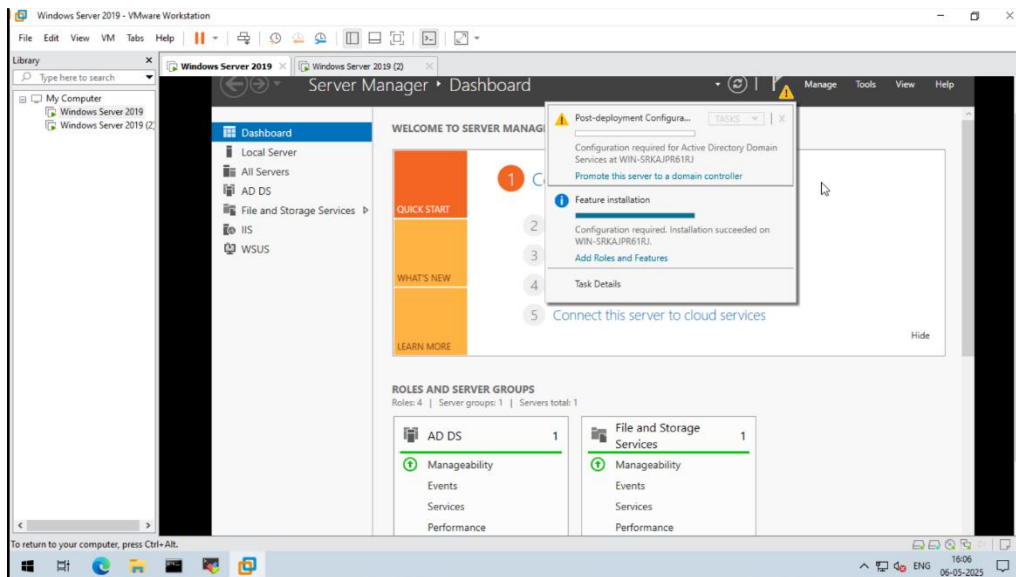 Windows Server 2019 - VMware Workstation
File Edit View VM Tabs Help
Library
Type here to search
My Computer
Windows Server 2019
Windows Server 2019 (2)
Windows Server 2019
Windows Server 2019 (2)
Server Manager Dashboard
Manage Tools View Help
Dashboard
Local Server
All Servers
AD DS
File and Storage Services
IIS
WSUS
WELCOME TO SERVER MANAG
QUICK START
WHAT'S NEW
LEARN MORE
1 C
2
3
4
5 Connect this server to cloud services
Hide
Post-deployment Configura... TASKS
Configuration required for Active Directory Domain
Services at WIN-SRKAJPR61RJ
Promote this server to a domain controller
Feature installation
Configuration required. Installation succeeded on
WIN-SRKAJPR61RJ.
Add Roles and Features
Task Details
ROLES AND SERVER GROUPS
Roles: 4 | Server groups: 1 | Servers total: 1
AD DS 1
Manageability
Events
Services
Performance
File and Storage
Services 1
Manageability
Events
Services
Performance
To return to your computer, press Ctrl+Alt.
ENG
16:06
06-05-2025